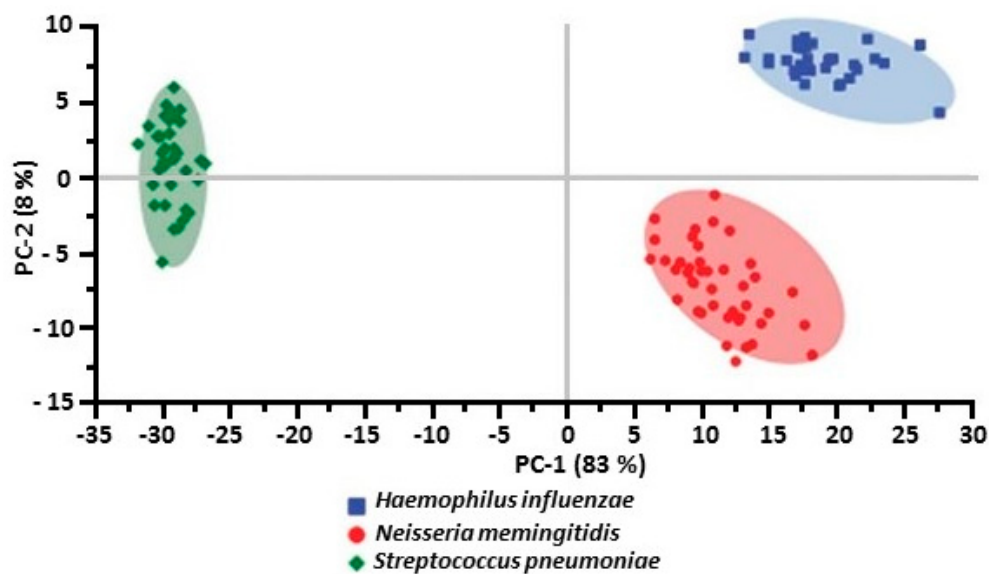 10
5
0
- 5
- 10
- 15
PC-2 (8 %)
-35 -30 -25 -20 -15 -10 -5 0 5 10 15 20 25 30
PC-1 (83 %)
Haemophilus influenzae
Neisseria memingitidis
Streptococcus pneumoniae